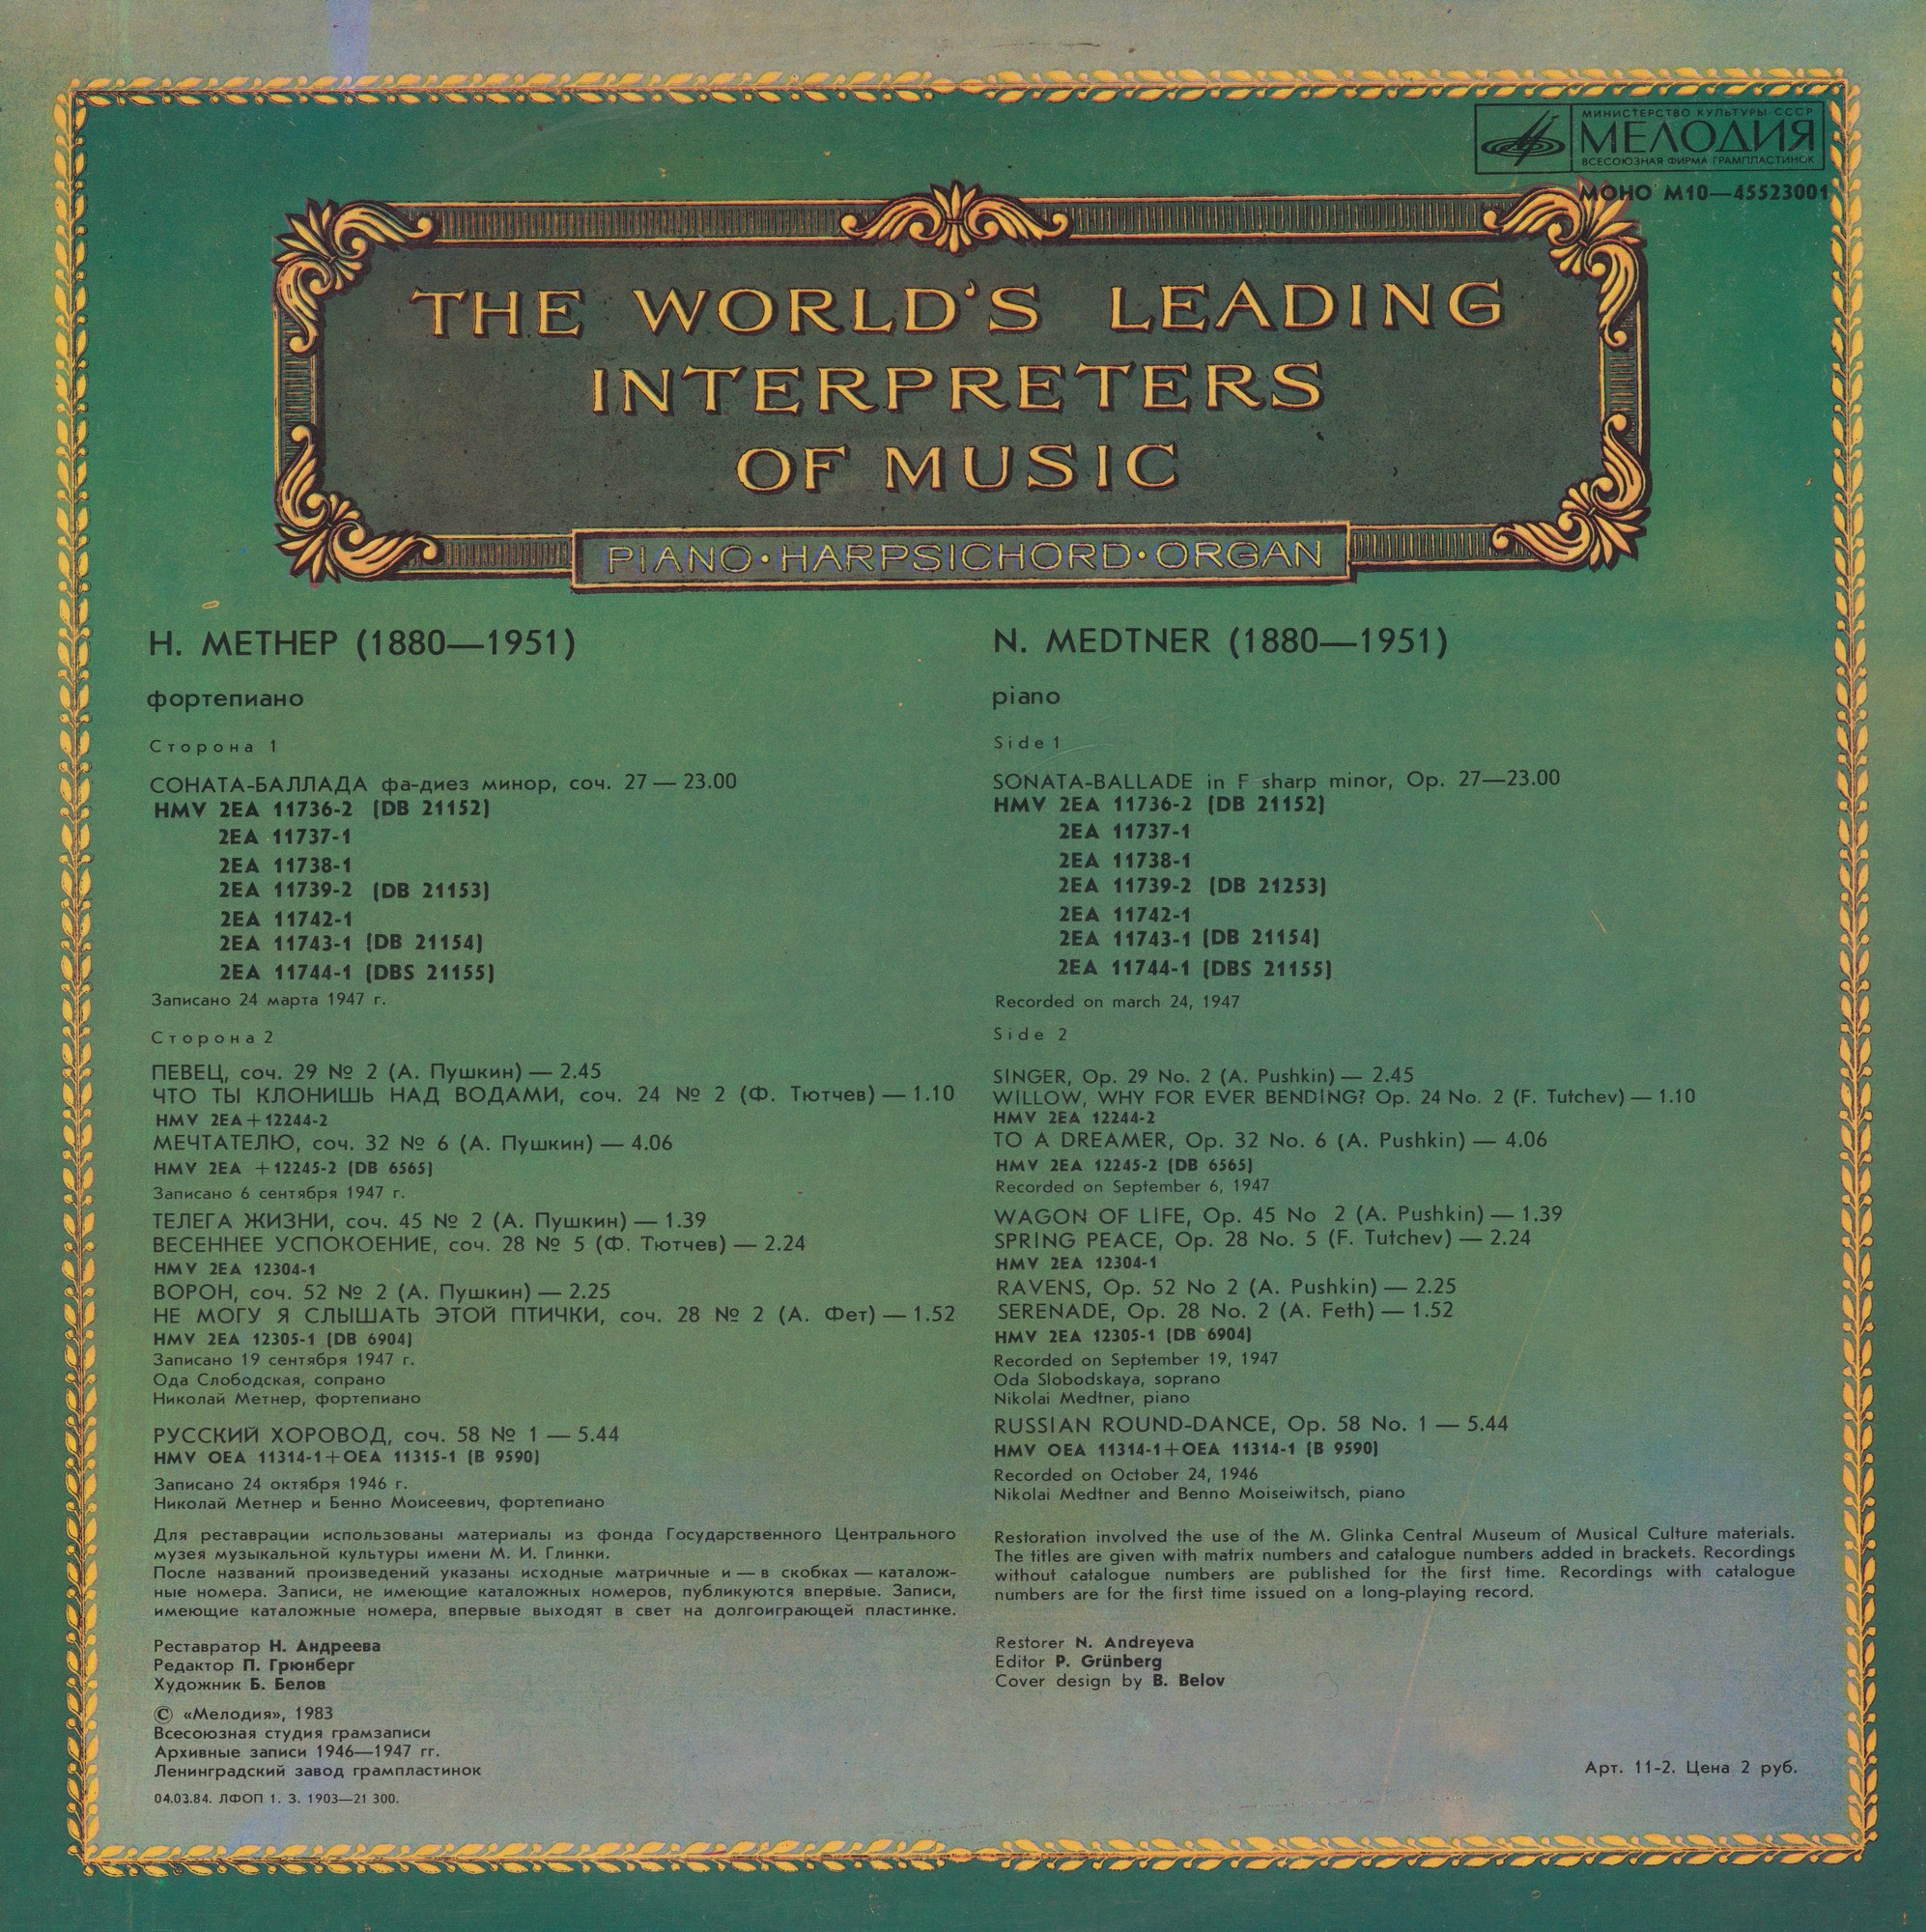 МИНИСТЕРСТВО КУЛЬТУРЫ СССР
МЕЛОДИЯ
ВСЕСОЮЗНАЯ ФИРМА ГРАМПЛАСТИНОК
МОНО М10—45523001
THE WORLD'S LEADING
INTERPRETERS
OF MUSIC
PIANO·HARPSICHORD·ORGAN
Н. МЕТНЕР (1880—1951)
фортепиано
Сторона 1
СОНАТА-БАЛЛАДА фа-диез минор, соч. 27 — 23.00
HMV 2EA 11736-2 (DB 21152)
2EA 11737-1
2EA 11738-1
2EA 11739-2 (DB 21153)
2EA 11742-1
2EA 11743-1 (DB 21154)
2EA 11744-1 (DBS 21155)
Записано 24 марта 1947 г.
Сторона 2
ПЕВЕЦ, соч. 29 № 2 (А. Пушкин) — 2.45
ЧТО ТЫ КЛОНИШЬ НАД ВОДАМИ, соч. 24 № 2 (Ф. Тютчев) — 1.10
HMV 2EA+12244-2
МЕЧТАТЕЛЮ, соч. 32 № 6 (А. Пушкин) — 4.06
HMV 2EA +12245-2 (DB 6565)
Записано 6 сентября 1947 г.
ТЕЛЕГА ЖИЗНИ, соч. 45 № 2 (А. Пушкин) — 1.39
ВЕСЕННЕЕ УСПОКОЕНИЕ, соч. 28 № 5 (Ф. Тютчев) — 2.24
HMV 2EA 12304-1
ВОРОН, соч. 52 № 2 (А. Пушкин) — 2.25
НЕ МОГУ Я СЛЫШАТЬ ЭТОЙ ПТИЧКИ, соч. 28 № 2 (А. Фет) — 1.52
HMV 2EA 12305-1 (DB 6904)
Записано 19 сентября 1947 г.
Ода Слободская, сопрано
Николай Метнер, фортепиано
РУССКИЙ ХОРОВОД, соч. 58 № 1 — 5.44
HMV OEA 11314-1+OEA 11315-1 (B 9590)
Записано 24 октября 1946 г.
Николай Метнер и Бенно Моисеевич, фортепиано
Для реставрации использованы материалы из фонда Государственного Центрального
музея музыкальной культуры имени М. И. Глинки.
После названий произведений указаны исходные матричные и — в скобках — каталож-
ные номера. Записи, не имеющие каталожных номеров, публикуются впервые. Записи,
имеющие каталожные номера, впервые выходят в свет на долгоиграющей пластинке.
Реставратор Н. Андреева
Редактор П. Грюнберг
Художник Б. Белов
© «Мелодия», 1983
Всесоюзная студия грамзаписи
Архивные записи 1946—1947 гг.
Ленинградский завод грампластинок
04.03.84. ЛФОП 1. З. 1903—21 300.
N. MEDTNER (1880—1951)
piano
Side 1
SONATA-BALLADE in F sharp minor, Op. 27—23.00
HMV 2EA 11736-2 (DB 21152)
2EA 11737-1
2EA 11738-1
2EA 11739-2 (DB 21253)
2EA 11742-1
2EA 11743-1 (DB 21154)
2EA 11744-1 (DBS 21155)
Recorded on march 24, 1947
Side 2
SINGER, Op. 29 No. 2 (A. Pushkin) — 2.45
WILLOW, WHY FOR EVER BENDING? Op. 24 No. 2 (F. Tutchev) — 1.10
HMV 2EA 12244-2
TO A DREAMER, Op. 32 No. 6 (A. Pushkin) — 4.06
HMV 2EA 12245-2 (DB 6565)
Recorded on September 6, 1947
WAGON OF LIFE, Op. 45 No 2 (A. Pushkin) — 1.39
SPRING PEACE, Op. 28 No. 5 (F. Tutchev) — 2.24
HMV 2EA 12304-1
RAVENS, Op. 52 No 2 (A. Pushkin) — 2.25
SERENADE, Op. 28 No. 2 (A. Feth) — 1.52
HMV 2EA 12305-1 (DB 6904)
Recorded on September 19, 1947
Oda Slobodskaya, soprano
Nikolai Medtner, piano
RUSSIAN ROUND-DANCE, Op. 58 No. 1 — 5.44
HMV OEA 11314-1+OEA 11314-1 (B 9590)
Recorded on October 24, 1946
Nikolai Medtner and Benno Moiseiwitsch, piano
Restoration involved the use of the M. Glinka Central Museum of Musical Culture materials.
The titles are given with matrix numbers and catalogue numbers added in brackets. Recordings
without catalogue numbers are published for the first time. Recordings with catalogue
numbers are for the first time issued on a long-playing record.
Restorer N. Andreyeva
Editor P. Grünberg
Cover design by B. Belov
Арт. 11-2. Цена 2 руб.